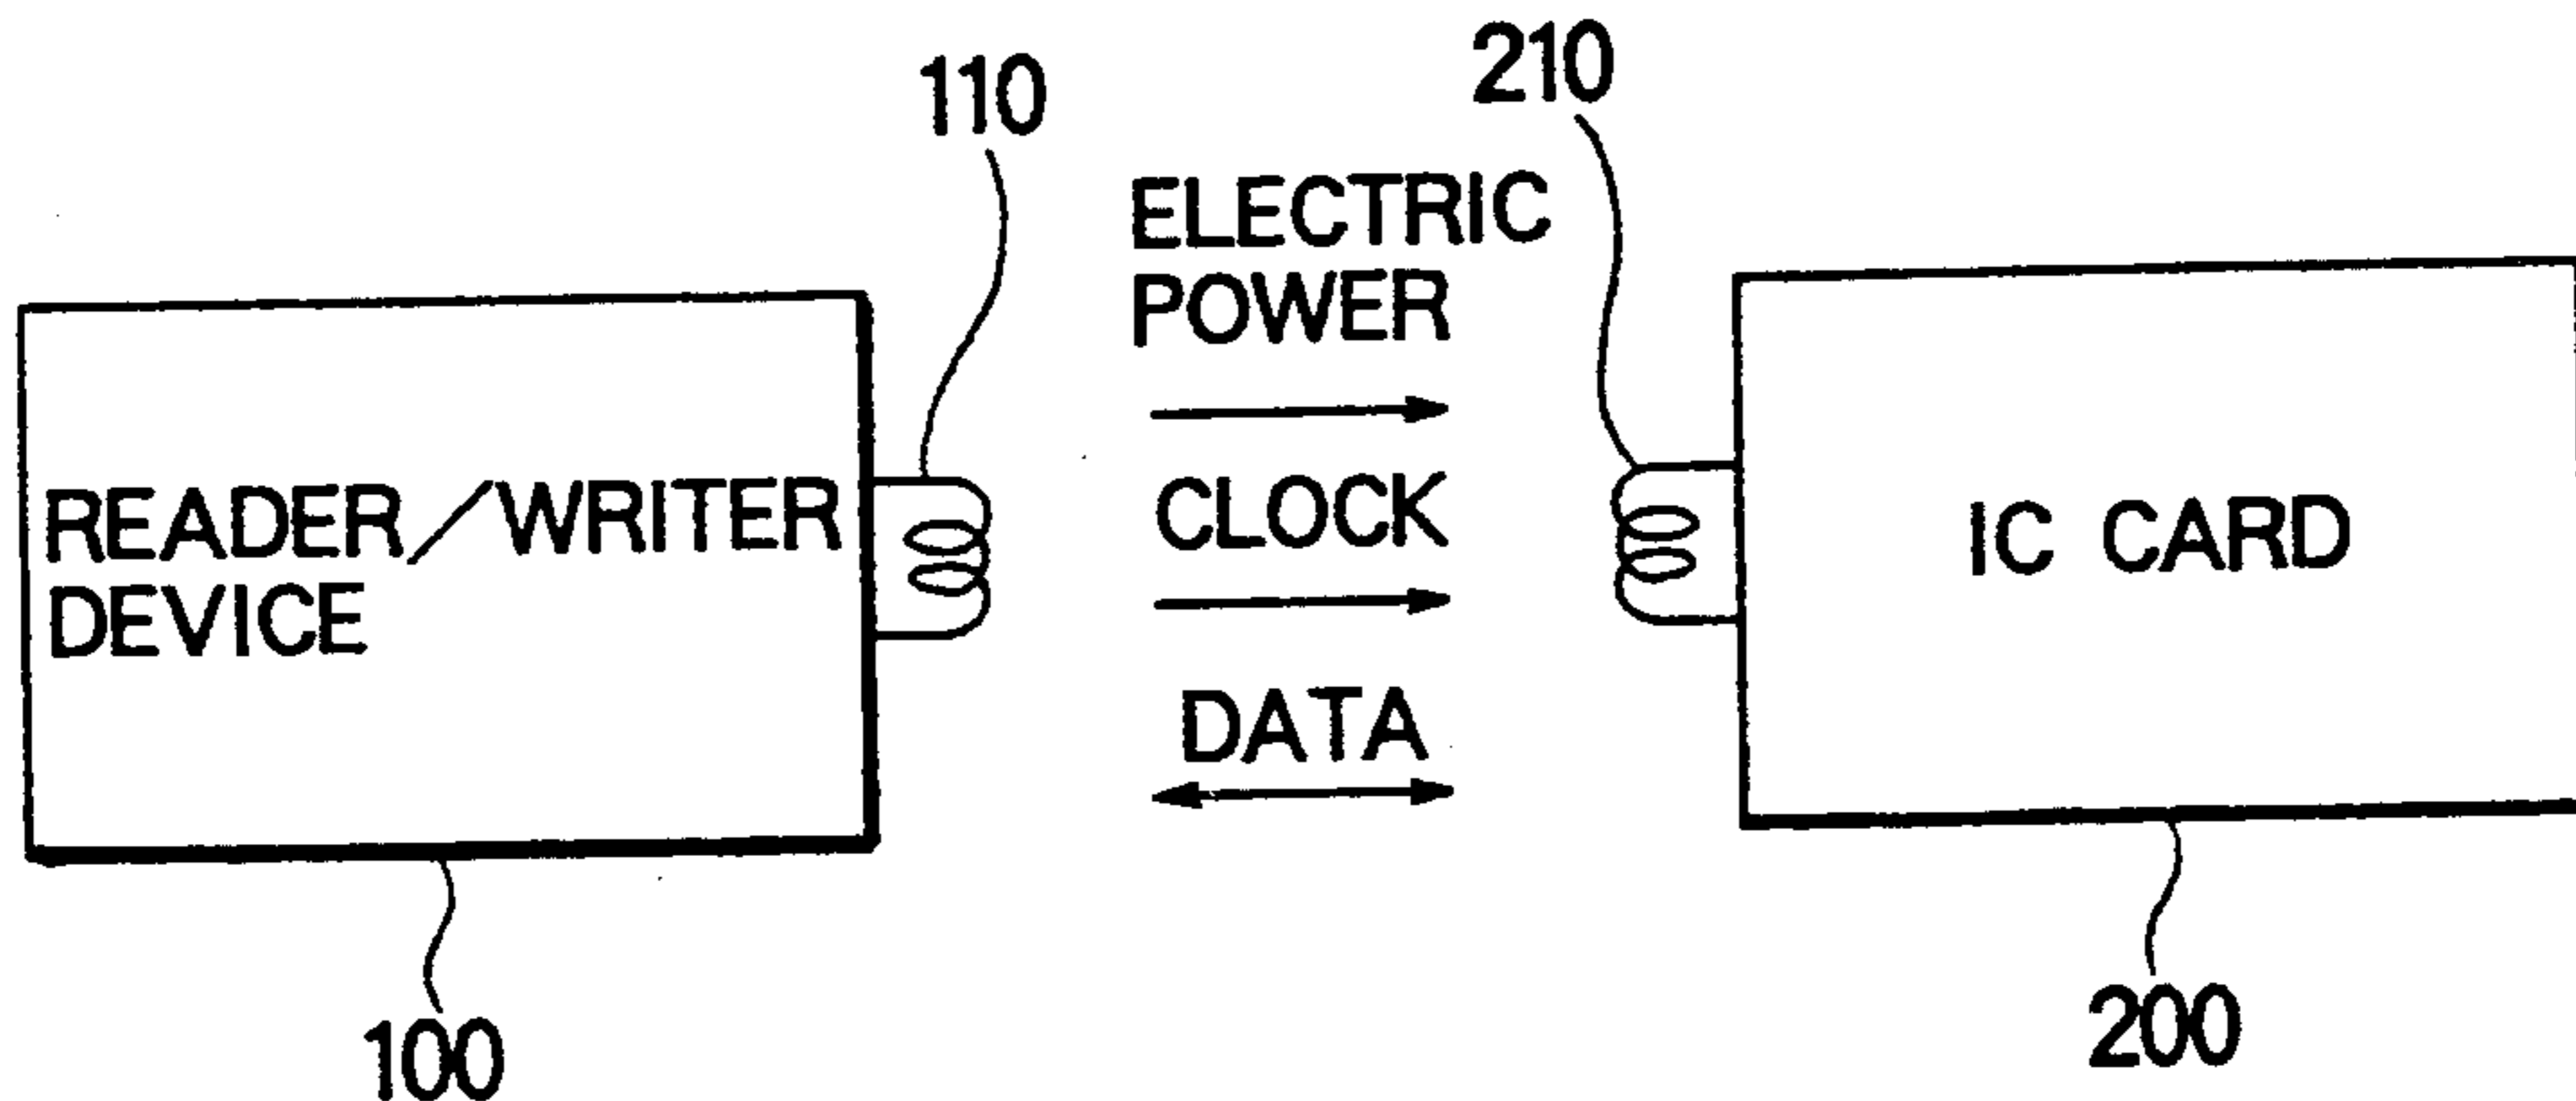 110
210
ELECTRIC
POWER
READER/WRITER
DEVICE
CLOCK
IC CARD
DATA
100
200